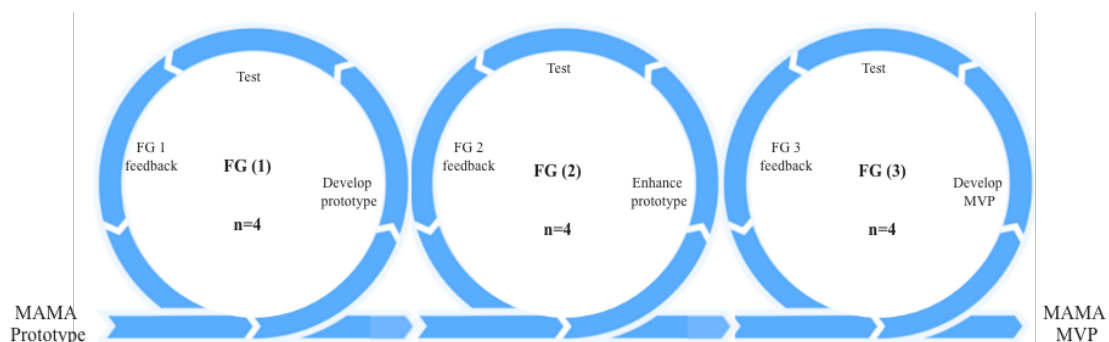 Test
FG 1
feedback
FG (1)
Develop
prototype
n=4
Test
FG 2
feedback
FG (2)
Enhance
prototype
n=4
Test
FG 3
feedback
FG (3)
Develop
MVP
n=4
MAMA
Prototype
MAMA
MVP